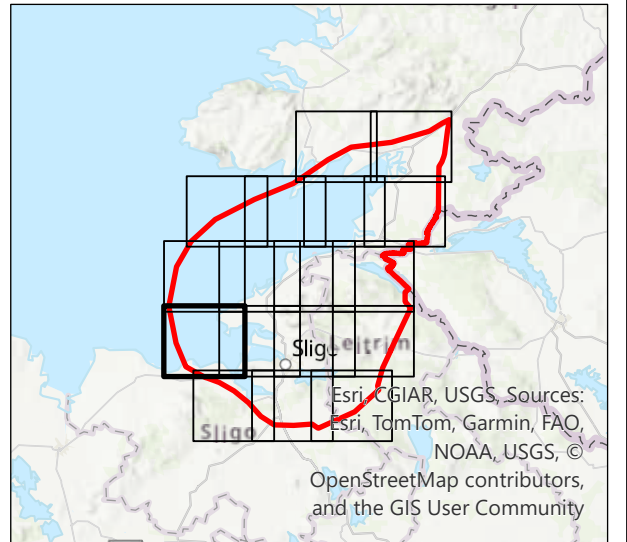 Sligo
Leitrim
Sligo
Esri, CGIAR, USGS, Sources:
Esri, TomTom, Garmin, FAO,
NOAA, USGS, ©
OpenStreetMap contributors,
and the GIS User Community